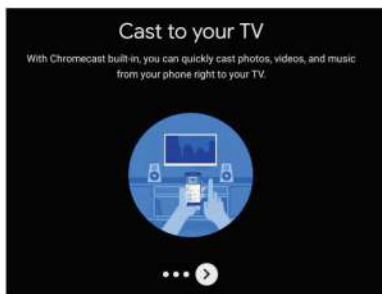 Cast to your TV
With Chromecast built-in, you can quickly cast photos, videos, and music
from your phone right to your TV.